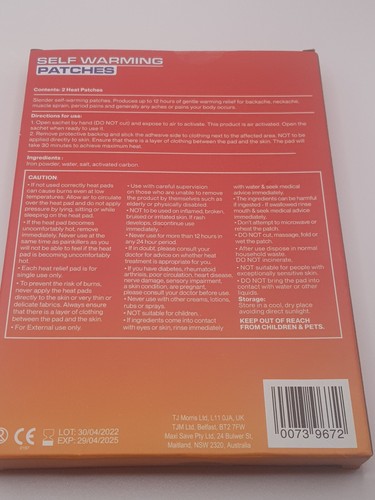 SELF WARMING
PATCHES
Contents: 2 Heat Patches
Slender self-warming patches. Produces up to 12 hours of gentle warming relief for backache, neckache,
muscle strain, period pains and generally any aches or pains your body occurs
Directions for use:
1. Open sachet by hand (DO NOT cut) and expose to air to activate. This product is air activated. Open the
sachet when ready to use it.
2. Remove protective backing and stick the adhesive side to clothing next to the affected area. NOT to be
applied directly to skin. Ensure that there is a layer of clothing between the pad and the skin. The pad will
take 30 minutes to achieve maximum heat.
Ingredients:
Iron powder, water, salt, activated carbon
CAUTION
• If not used correctly heat pads
can cause burns even at low
temperatures. Allow air to circulate
over the heat pad and do not apply
pressure by lying, sitting or while
sleeping on the heat pad.
• If the heat pad becomes
uncomfortably hot, remove
immediately. Never use at the
same time as painkillers as you
will not be able to feel if the heat
pad is becoming uncomfortably
hot.
• Each heat relief pad is for
single use only.
• To prevent the risk of burns,
never apply the heat pads
directly to the skin or very thin or
delicate fabrics. Always ensure
that there is a layer of clothing
between the pad and the skin.
• For External use only.
• Use with careful supervision
on those who are unable to remove
the product by themselves such as
elderly or physically disabled.
• NOT to be used on inflamed, broken,
bruised or irritated skin. If rash
develops, discontinue use
immediately.
• Never use for more than 12 hours in
any 24 hour period.
• If in doubt, please consult your
doctor for advice on whether heat
treatment is appropriate for you.
• If you have diabetes, rheumatoid
arthritis, poor circulation, heart disease,
nerve damage, sensory impairment,
a skin condition, are pregnant,
please consult your doctor before use.
• Never use with other creams, lotions,
rubs or sprays.
• NOT suitable for children.
• If ingredients come into contact
with eyes or skin, rinse immediately
with water & seek medical
advice immediately.
• The ingredients can be harmful
if ingested - If swallowed rinse
mouth & seek medical advice
immediately.
• Don't attempt to microwave or
reheat the patch.
• DO NOT cut, massage, fold or
wet the patch.
• After use dispose in normal
household waste.
DO NOT incinerate.
• NOT suitable for people with
exceptionally sensitive skin.
• DO NOT bring the pad into
contact with water or other
liquids.
Storage:
Store in a cool, dry place
avoiding direct sunlight.
KEEP OUT OF REACH
FROM CHILDREN & PETS.
CE
LOT: 30/04/2022
EXP: 29/04/2025
TJ Morris Ltd, L11 0JA, UK
TJM Ltd, Belfast, BT2 7FW
Maxi Save Pty Ltd, 24 Bulwer St,
Maitland, NSW 2320, Australia
0073 9672